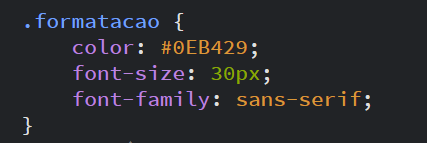 .formatacao {
    color: #0EB429;
    font-size: 30px;
    font-family: sans-serif;
}